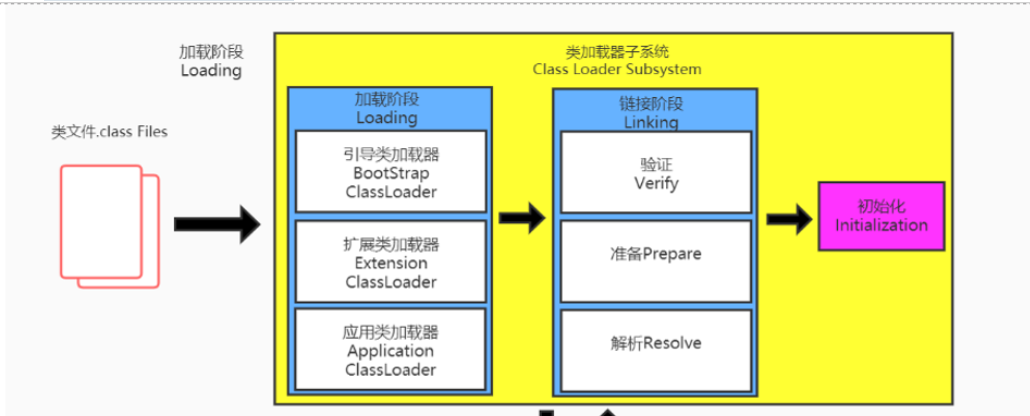 加载阶段
Loading
类加载器子系统
Class Loader Subsystem
类文件.class Files
加载阶段
Loading
引导类加载器
BootStrap
ClassLoader
扩展类加载器
Extension
ClassLoader
应用类加载器
Application
ClassLoader
链接阶段
Linking
验证
Verify
准备Prepare
解析Resolve
初始化
Initialization